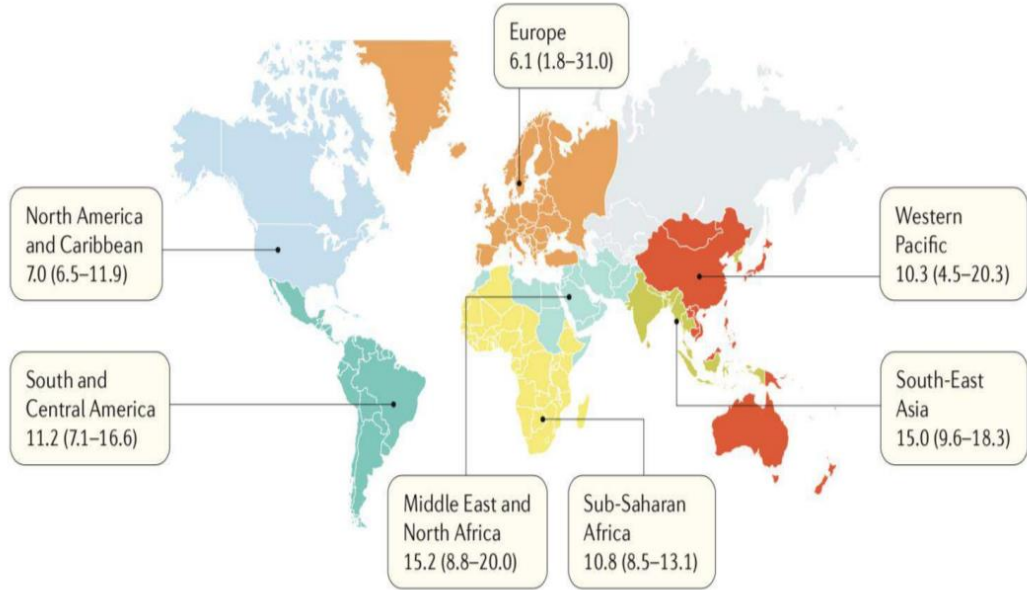 Europe
6.1 (1.8–31.0)
North America
and Caribbean
7.0 (6.5–11.9)
Western
Pacific
10.3 (4.5–20.3)
South and
Central America
11.2 (7.1–16.6)
South-East
Asia
15.0 (9.6–18.3)
Middle East and
North Africa
15.2 (8.8–20.0)
Sub-Saharan
Africa
10.8 (8.5–13.1)